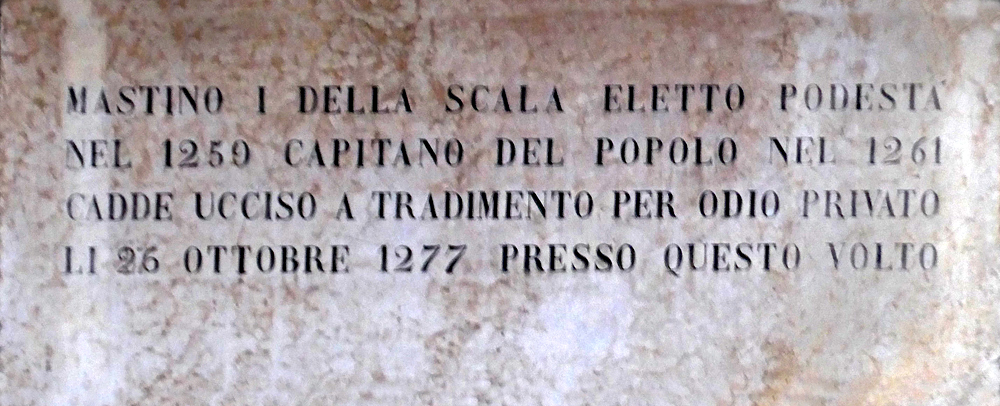 MASTINO I DELLA SCALA ELETTO PODESTÀ
NEL 1259 CAPITANO DEL POPOLO NEL 1261
CADDE UCCISO A TRADIMENTO PER ODIO PRIVATO
LI 26 OTTOBRE 1277 PRESSO QUESTO VOLTO